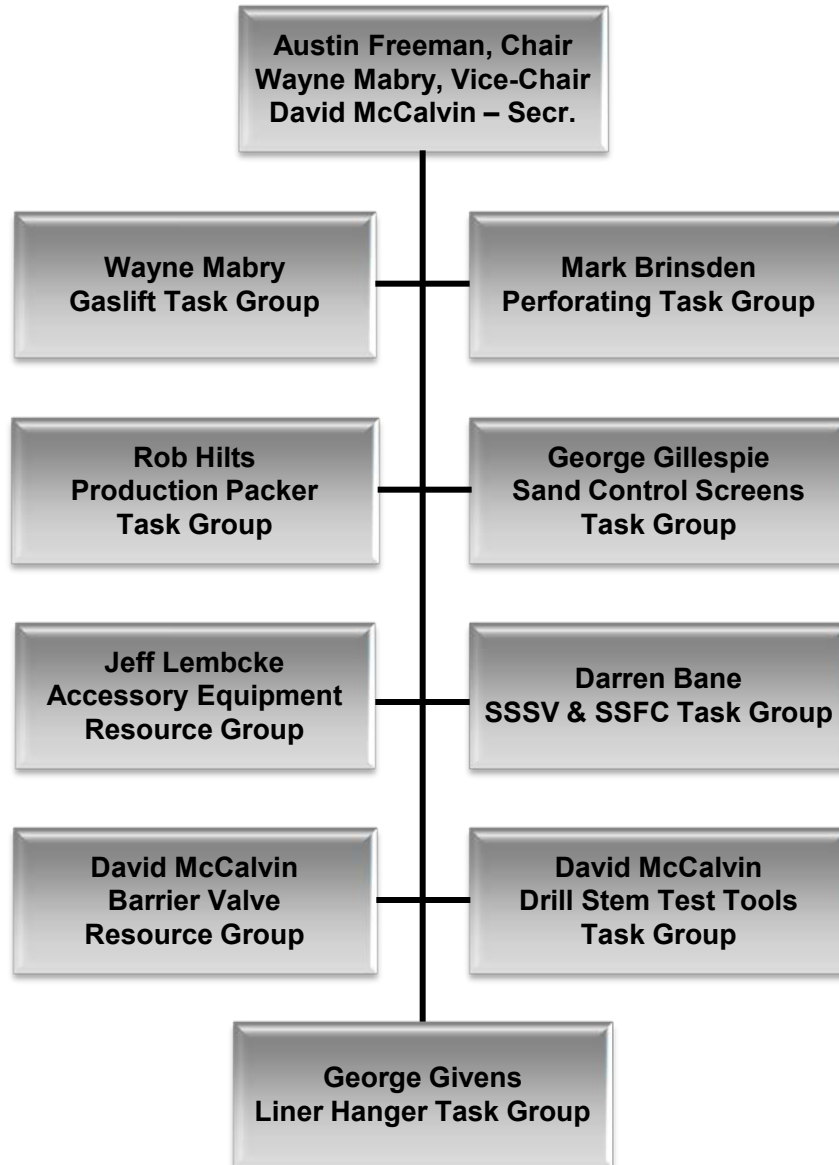 Austin Freeman, Chair
Wayne Mabry, Vice-Chair
David McCalvin – Secr.
Wayne Mabry
Gaslift Task Group
Mark Brinsden
Perforating Task Group
Rob Hilts
Production Packer
Task Group
George Gillespie
Sand Control Screens
Task Group
Jeff Lembcke
Accessory Equipment
Resource Group
Darren Bane
SSSV & SSFC Task Group
David McCalvin
Barrier Valve
Resource Group
David McCalvin
Drill Stem Test Tools
Task Group
George Givens
Liner Hanger Task Group